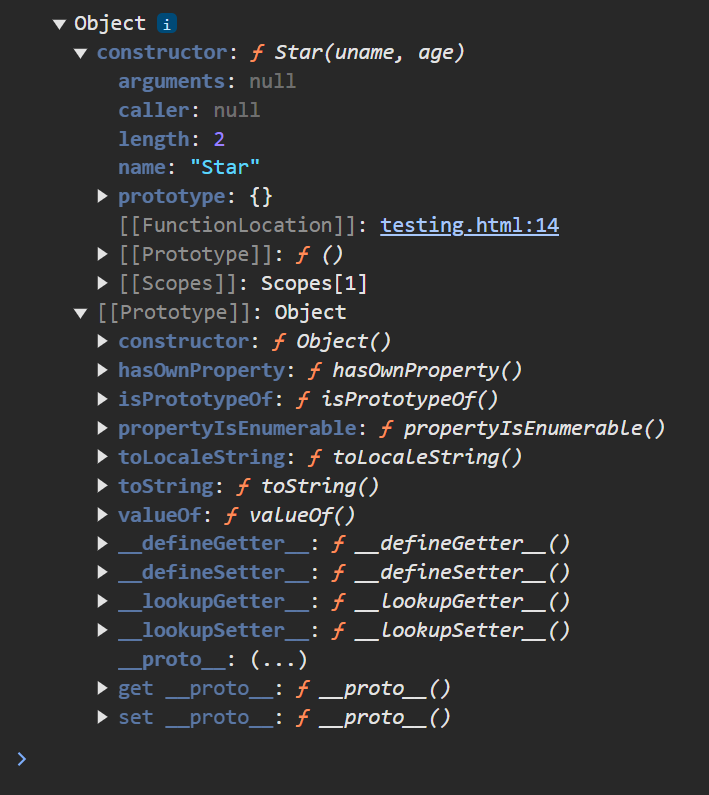 Object i
constructor: ƒ Star(uname, age)
arguments: null
caller: null
length: 2
name: "Star"
prototype: {}
[[FunctionLocation]]: testing.html:14
[[Prototype]]: ƒ ()
[[Scopes]]: Scopes[1]
[[Prototype]]: Object
constructor: ƒ Object()
hasOwnProperty: ƒ hasOwnProperty()
isPrototypeOf: ƒ isPrototypeOf()
propertyIsEnumerable: ƒ propertyIsEnumerable()
toLocaleString: ƒ toLocaleString()
toString: ƒ toString()
valueOf: ƒ valueOf()
__defineGetter__: ƒ __defineGetter__()
__defineSetter__: ƒ __defineSetter__()
__lookupGetter__: ƒ __lookupGetter__()
__lookupSetter__: ƒ __lookupSetter__()
__proto__: (...)
get __proto__: ƒ __proto__()
set __proto__: ƒ __proto__()